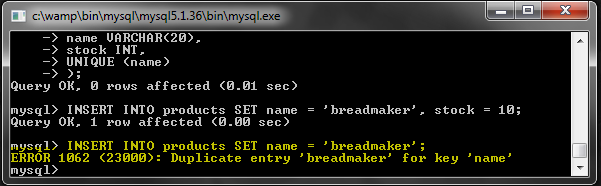 c:\wamp\bin\mysql\mysql5.1.36\bin\mysql.exe
-> name VARCHAR(20),
-> stock INT,
-> UNIQUE (name)
-> );
Query OK, 0 rows affected (0.01 sec)
mysql> INSERT INTO products SET name = 'breadmaker', stock = 10;
Query OK, 1 row affected (0.00 sec)
mysql> INSERT INTO products SET name = 'breadmaker';
ERROR 1062 (23000): Duplicate entry 'breadmaker' for key 'name'
mysql>